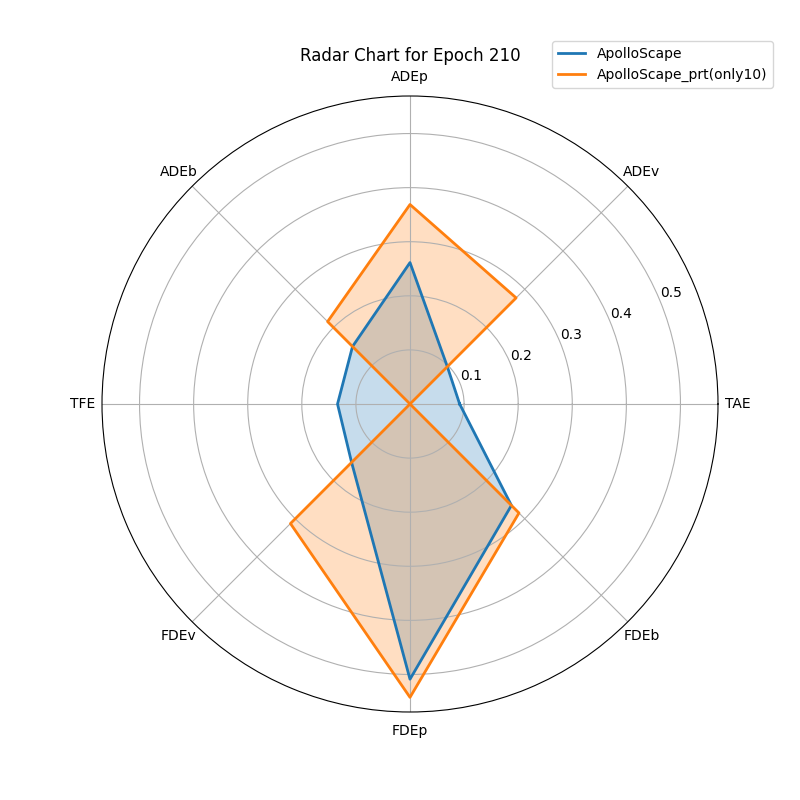 Radar Chart for Epoch 210
ApolloScape
ApolloScape_prt(only10)
ADEp
ADEb
ADEv
0.5
0.4
0.3
0.2
0.1
TFE
TAE
FDEv
FDEb
FDEp